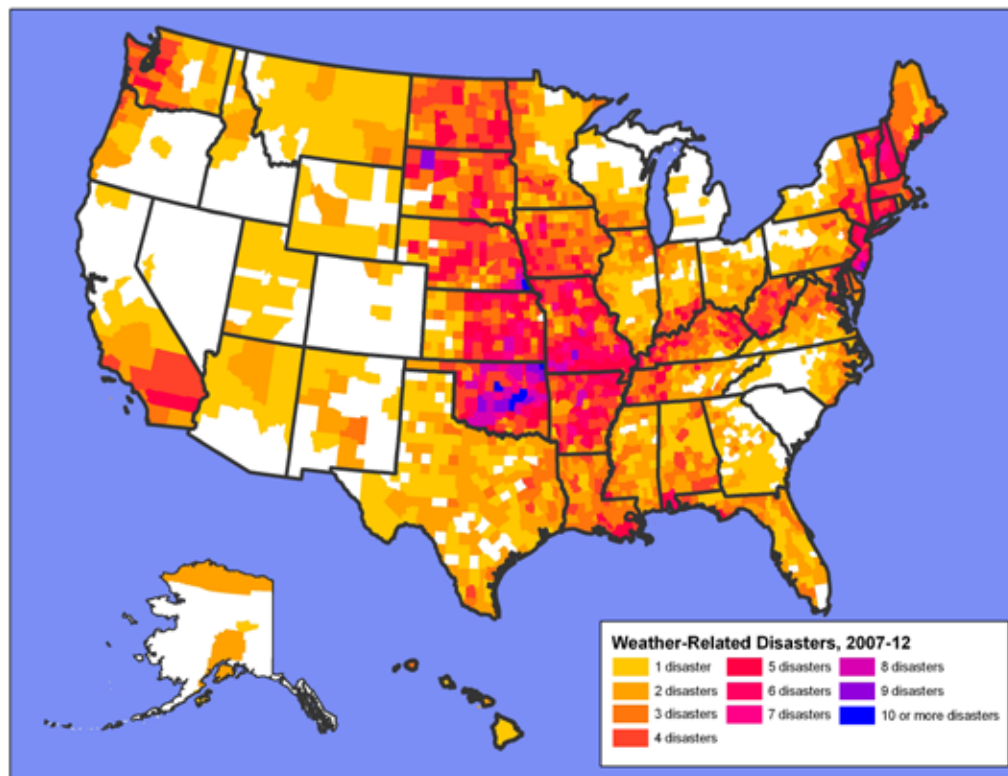 Weather-Related Disasters, 2007-12
1 disaster
2 disasters
3 disasters
4 disasters
5 disasters
6 disasters
7 disasters
8 disasters
9 disasters
10 or more disasters